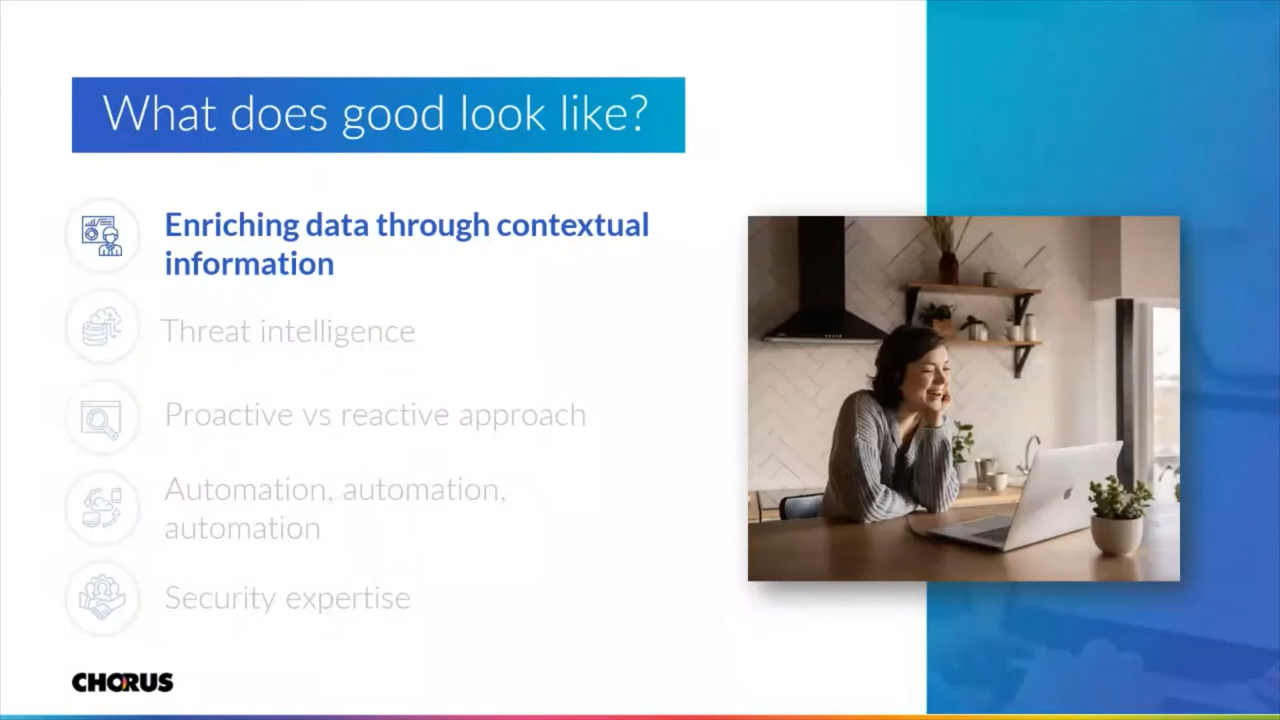 What does good look like?
Enriching data through contextual
information
Threat intelligence
Proactive vs reactive approach
Automation, automation,
automation
Security expertise
CHORUS